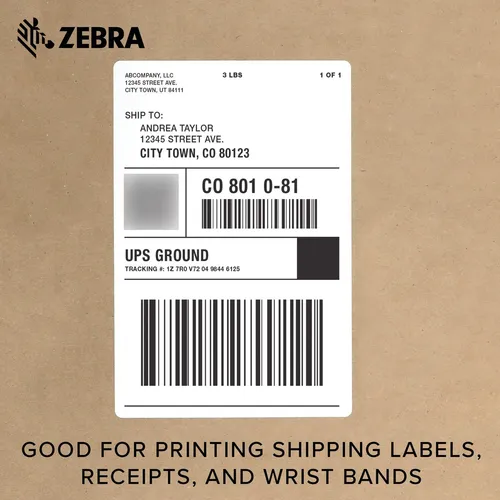 ZEBRA
ABCOMPANY, LLC
12345 STREET AVE.
CITY TOWN, UT 84111
3 LBS
1 OF 1
SHIP TO:
ANDREA TAYLOR
12345 STREET AVE.
CITY TOWN, CO 80123
CO 801 0-81
UPS GROUND
TRACKING #: 1Z 7R0 V72 04 9844 6125
GOOD FOR PRINTING SHIPPING LABELS,
RECEIPTS, AND WRIST BANDS